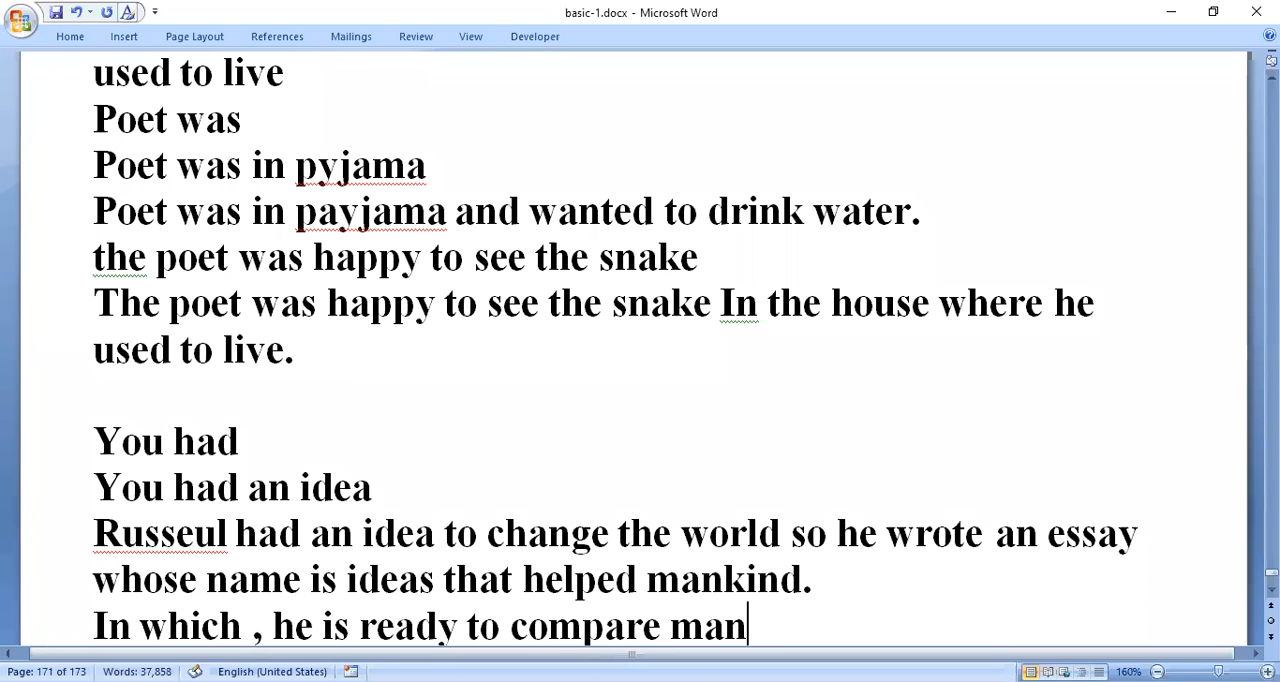 basic-1.docx - Microsoft Word
Home Insert Page Layout References Mailings Review View Developer
used to live
Poet was
Poet was in pyjama
Poet was in payjama and wanted to drink water.
the poet was happy to see the snake
The poet was happy to see the snake In the house where he
used to live.
You had
You had an idea
Russeul had an idea to change the world so he wrote an essay
whose name is ideas that helped mankind.
In which , he is ready to compare man
Page: 171 of 173 Words: 37,858 English (United States) 160%